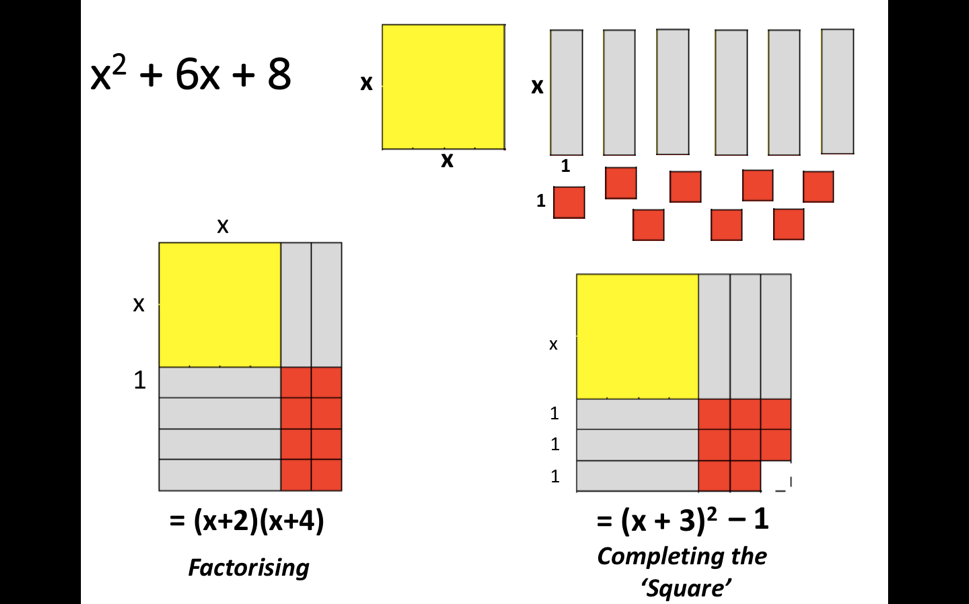 x² + 6x + 8
x
x
x
1
1
x
x
1
= (x+2)(x+4)
Factorising
x
1
1
1
= (x + 3)² – 1
Completing the
‘Square’